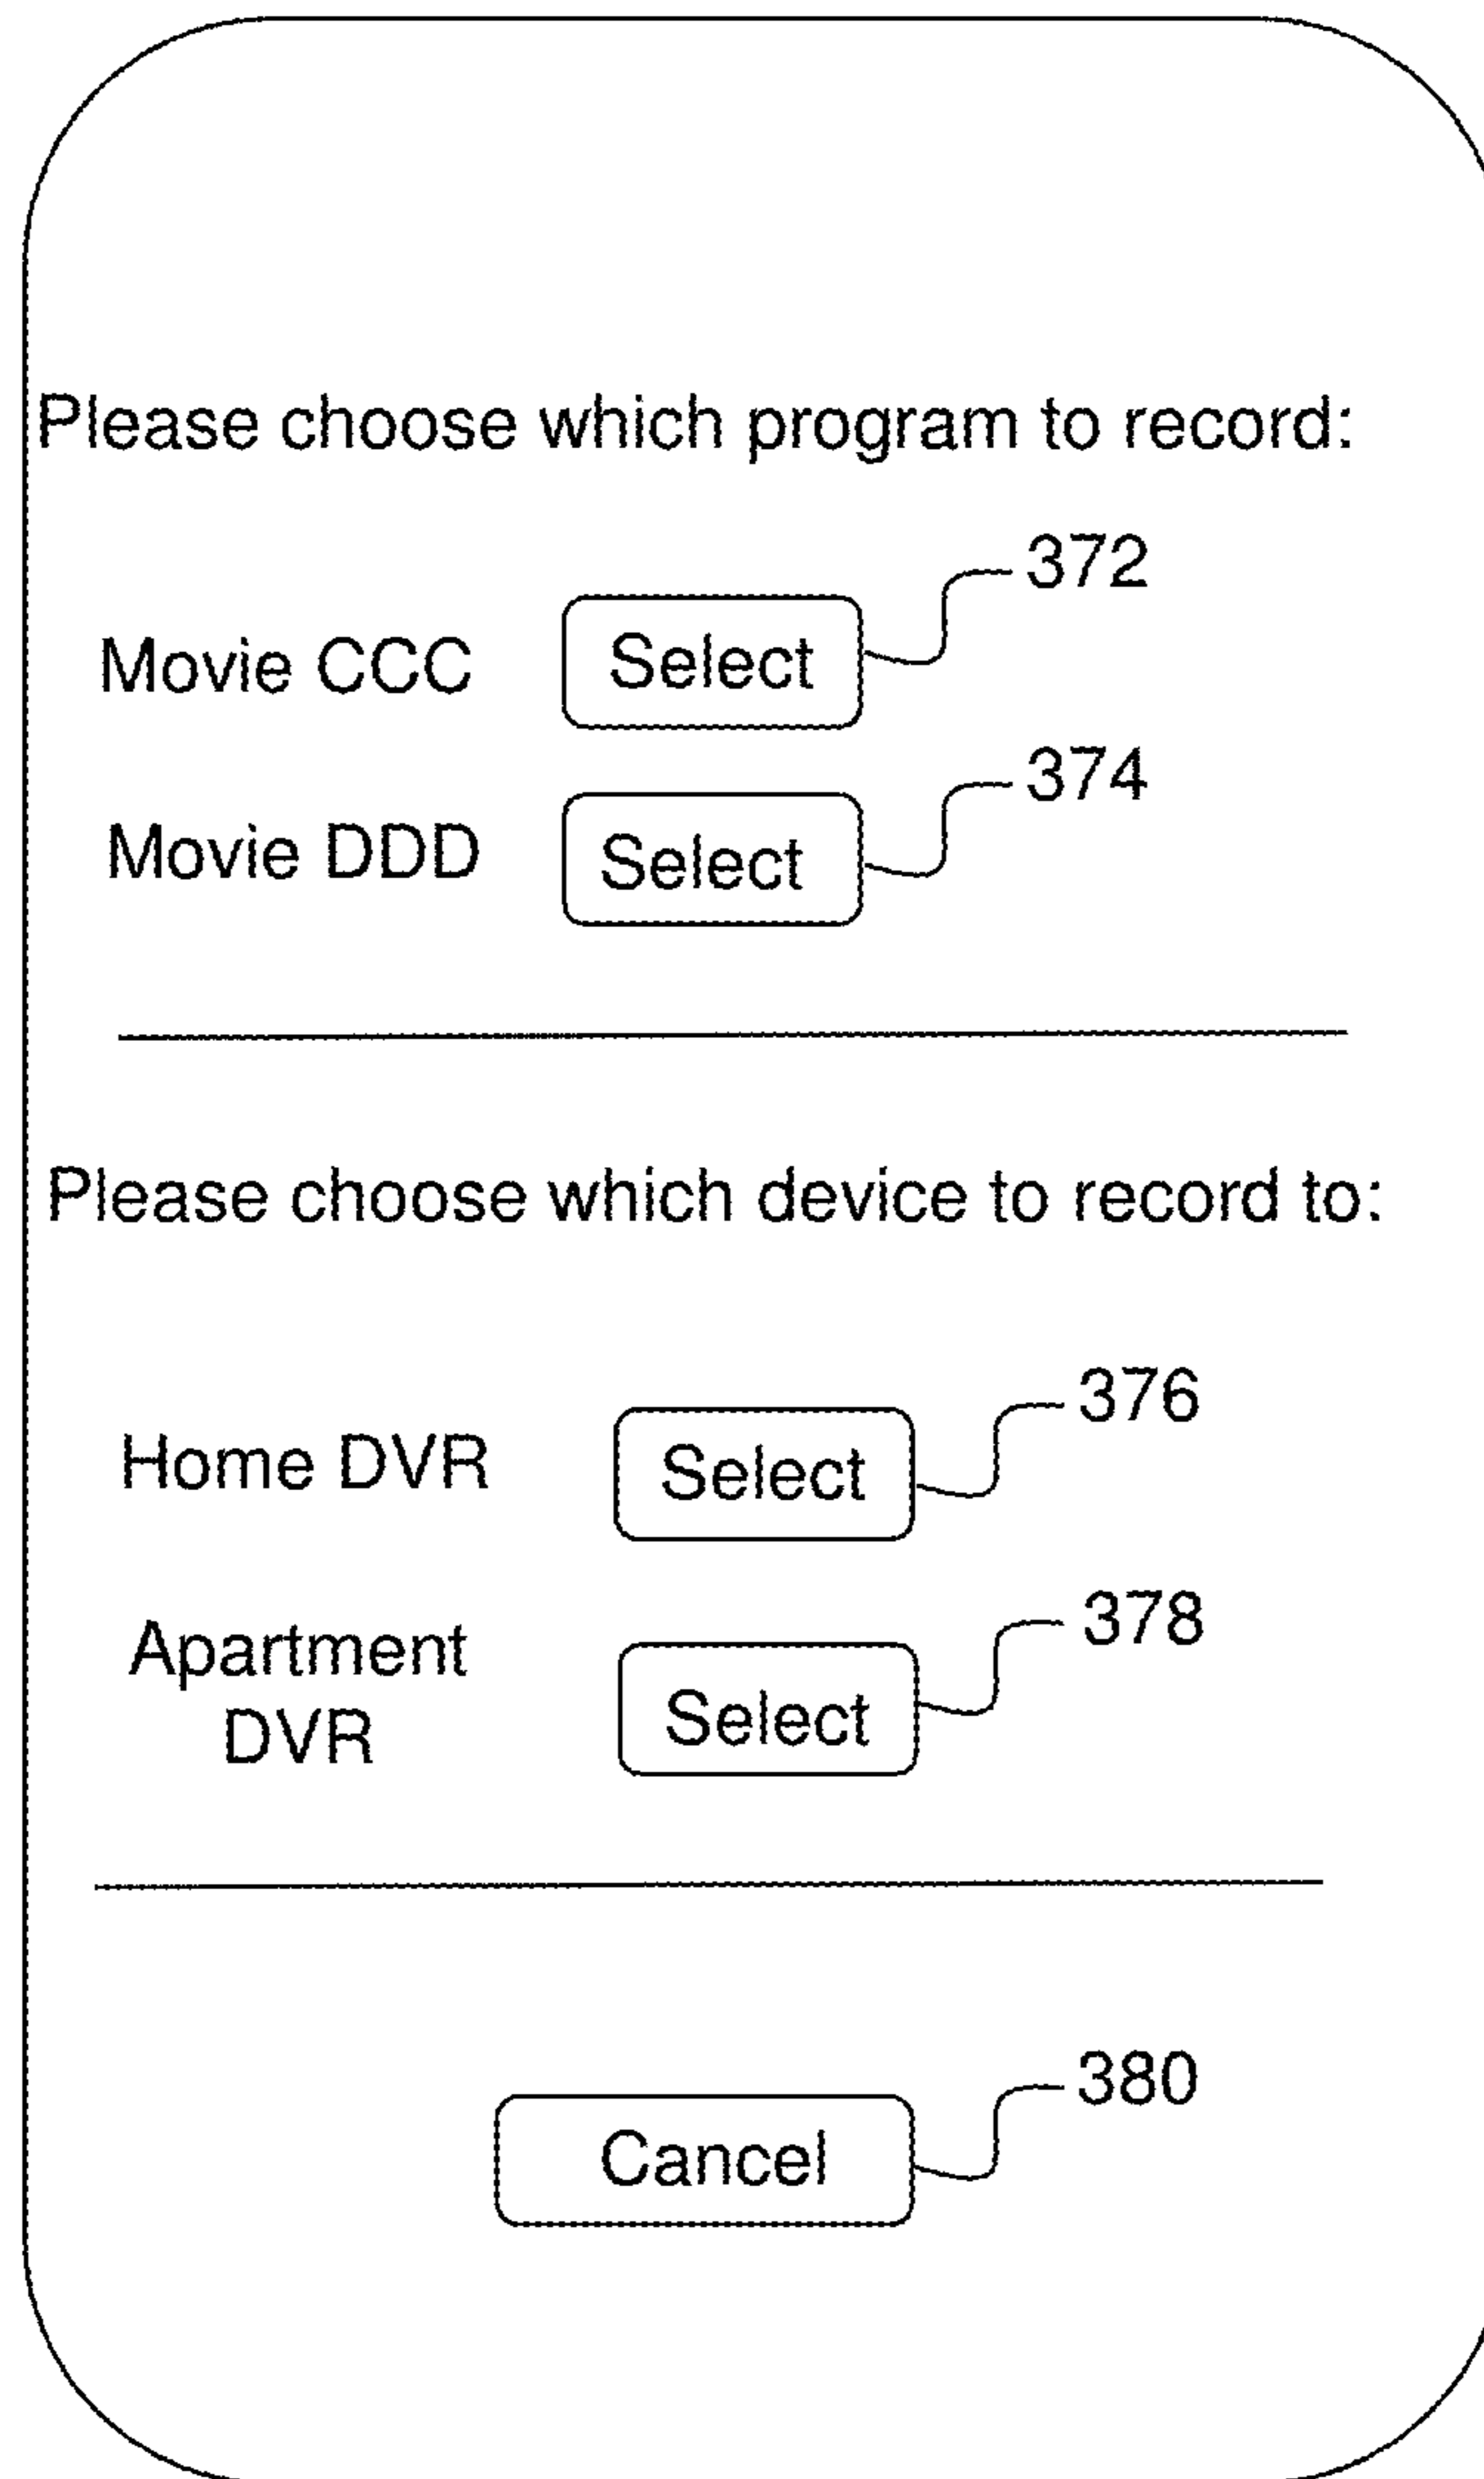 Please choose which program to record:
372
Movie CCC Select
374
Movie DDD Select
Please choose which device to record to:
376
Home DVR Select
378
Apartment
DVR Select
380
Cancel